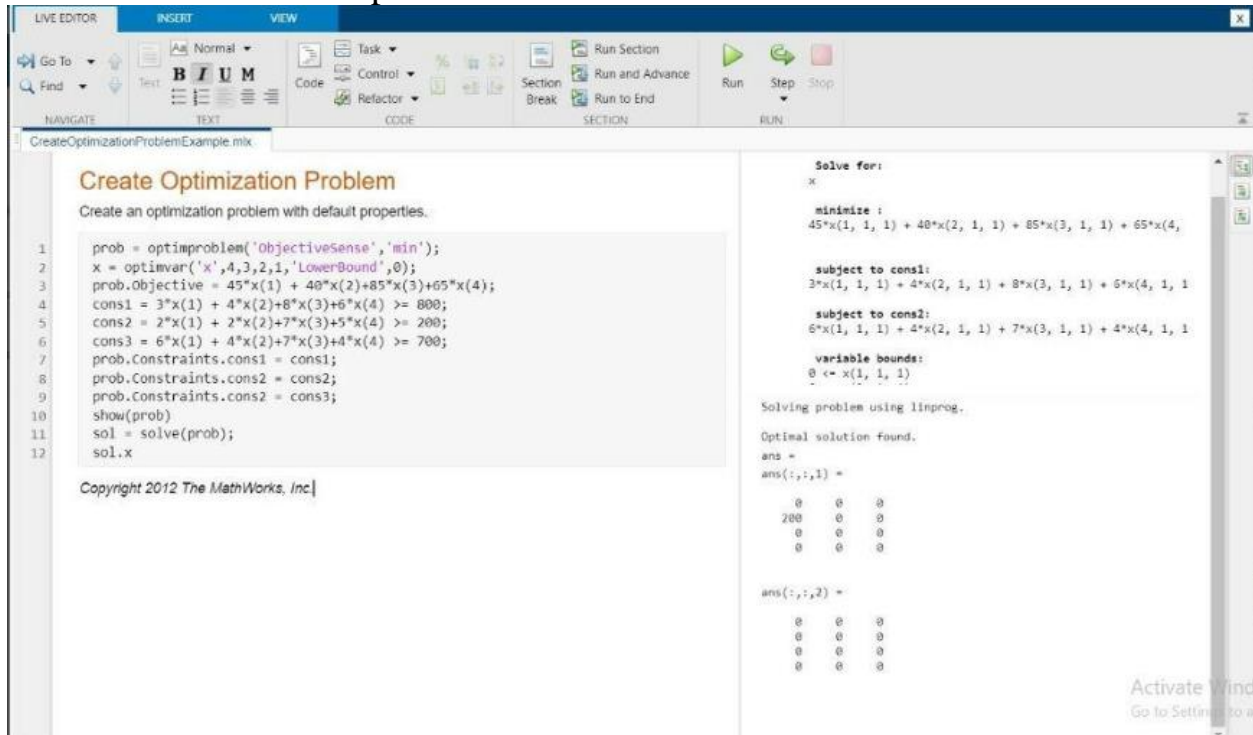 LIVE EDITOR INSERT VIEW
Go To
Find
NAVIGATE
Text
Aa Normal
B I U M
TEXT
Code
Task
Control
Refactor
CODE
Section Break
Run Section
Run and Advance
Run to End
SECTION
Run
Step
Stop
RUN
CreateOptimizationProblemExample.mlx
Create Optimization Problem
Create an optimization problem with default properties.
1 prob = optimproblem('ObjectiveSense','min');
2 x = optimvar('x',4,3,2,1,'LowerBound',0);
3 prob.Objective = 45*x(1) + 40*x(2)+85*x(3)+65*x(4);
4 cons1 = 3*x(1) + 4*x(2)+8*x(3)+6*x(4) >= 800;
5 cons2 = 2*x(1) + 2*x(2)+7*x(3)+5*x(4) >= 200;
6 cons3 = 6*x(1) + 4*x(2)+7*x(3)+4*x(4) >= 700;
7 prob.Constraints.cons1 = cons1;
8 prob.Constraints.cons2 = cons2;
9 prob.Constraints.cons2 = cons3;
10 show(prob)
11 sol = solve(prob);
12 sol.x
Copyright 2012 The MathWorks, Inc.
Solve for:
x
minimize :
45*x(1, 1, 1) + 40*x(2, 1, 1) + 85*x(3, 1, 1) + 65*x(4,
subject to cons1:
3*x(1, 1, 1) + 4*x(2, 1, 1) + 8*x(3, 1, 1) + 6*x(4, 1, 1
subject to cons2:
6*x(1, 1, 1) + 4*x(2, 1, 1) + 7*x(3, 1, 1) + 4*x(4, 1, 1
variable bounds:
0 <= x(1, 1, 1)
Solving problem using linprog.
Optimal solution found.
ans =
ans(:,:,1) =
0 0 0
200 0 0
0 0 0
0 0 0
ans(:,:,2) =
0 0 0
0 0 0
0 0 0
0 0 0
Activate Wind
Go to Settings to a